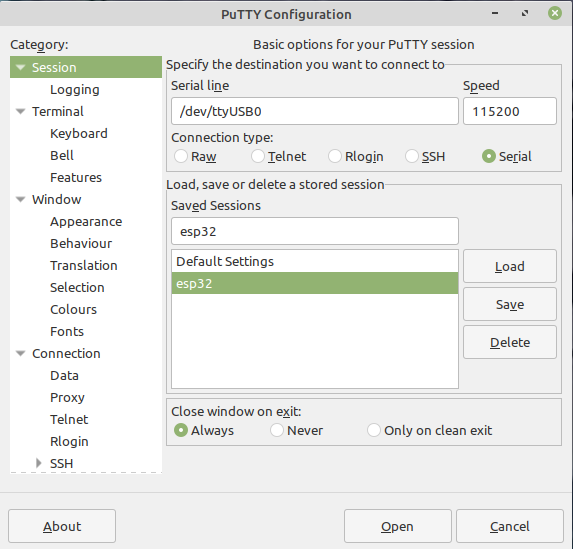 PuTTY Configuration
Category:
Session
Logging
Terminal
Keyboard
Bell
Features
Window
Appearance
Behaviour
Translation
Selection
Colours
Fonts
Connection
Data
Proxy
Telnet
Rlogin
SSH
Basic options for your PuTTY session
Specify the destination you want to connect to
Serial line Speed
/dev/ttyUSB0 115200
Connection type:
Raw Telnet Rlogin SSH Serial
Load, save or delete a stored session
Saved Sessions
esp32
Default Settings
esp32
Load
Save
Delete
Close window on exit:
Always Never Only on clean exit
About Open Cancel